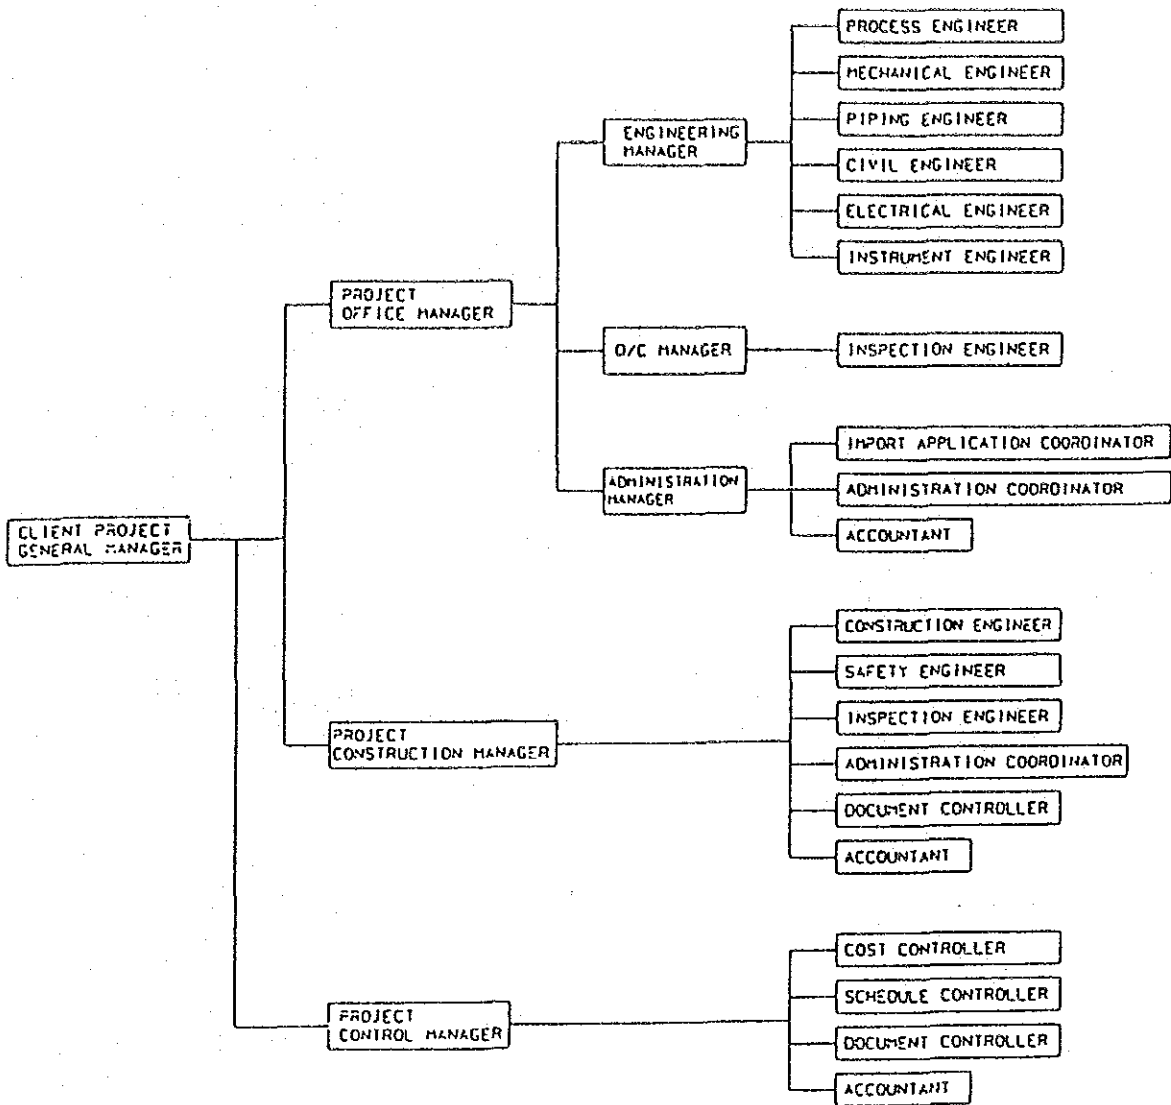 PROCESS ENGINEER
MECHANICAL ENGINEER
PIPING ENGINEER
ENGINEERING
MANAGER
CIVIL ENGINEER
ELECTRICAL ENGINEER
INSTRUMENT ENGINEER
PROJECT
OFFICE MANAGER
Q/C MANAGER
INSPECTION ENGINEER
IMPORT APPLICATION COORDINATOR
ADMINISTRATION
MANAGER
ADMINISTRATION COORDINATOR
ACCOUNTANT
CLIENT PROJECT
GENERAL MANAGER
CONSTRUCTION ENGINEER
SAFETY ENGINEER
INSPECTION ENGINEER
PROJECT
CONSTRUCTION MANAGER
ADMINISTRATION COORDINATOR
DOCUMENT CONTROLLER
ACCOUNTANT
COST CONTROLLER
SCHEDULE CONTROLLER
PROJECT
CONTROL MANAGER
DOCUMENT CONTROLLER
ACCOUNTANT